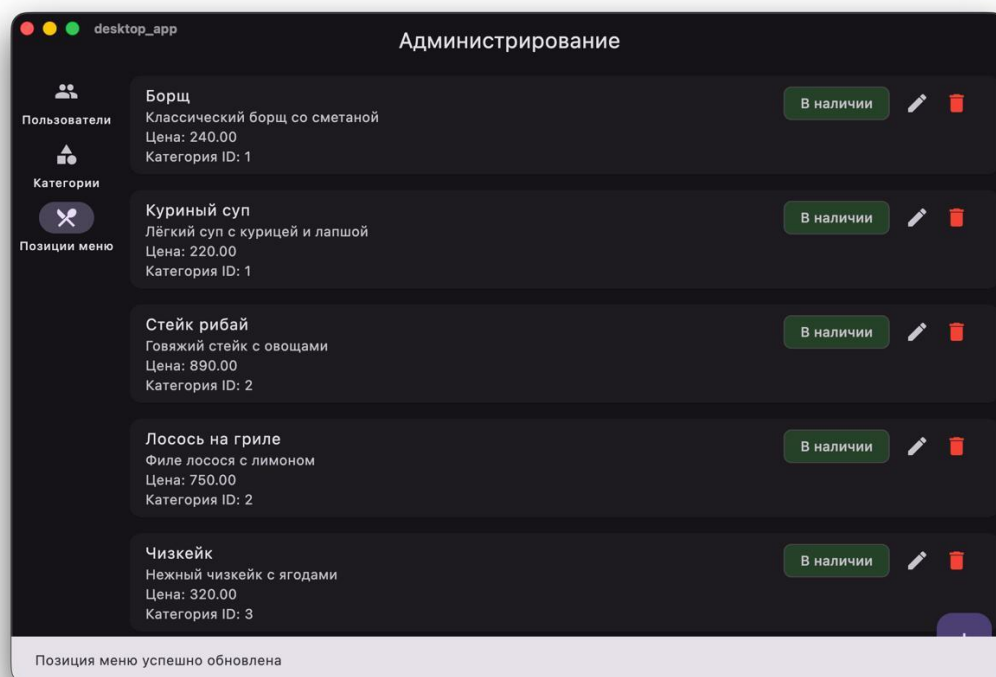 desktop_app
Администрирование
Пользователи
Категории
Позиции меню
Борщ
Классический борщ со сметаной
Цена: 240.00
Категория ID: 1
В наличии
Куриный суп
Лёгкий суп с курицей и лапшой
Цена: 220.00
Категория ID: 1
В наличии
Стейк рибай
Говяжий стейк с овощами
Цена: 890.00
Категория ID: 2
В наличии
Лосось на гриле
Филе лосося с лимоном
Цена: 750.00
Категория ID: 2
В наличии
Чизкейк
Нежный чизкейк с ягодами
Цена: 320.00
Категория ID: 3
В наличии
Позиция меню успешно обновлена